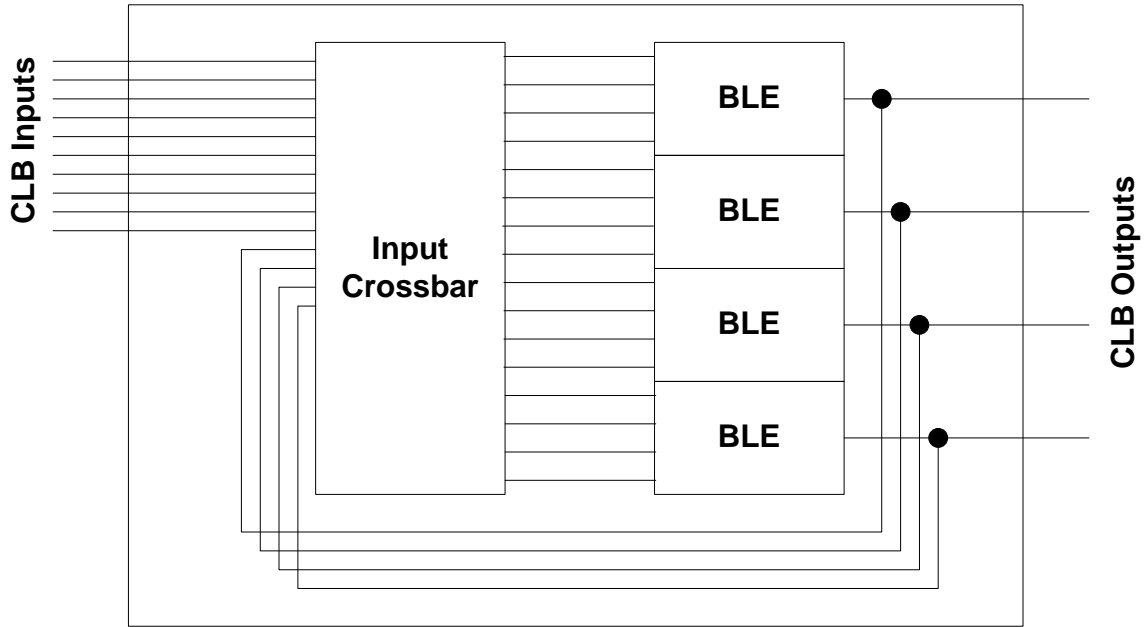 CLB Inputs
Input
Crossbar
BLE
BLE
BLE
BLE
CLB Outputs